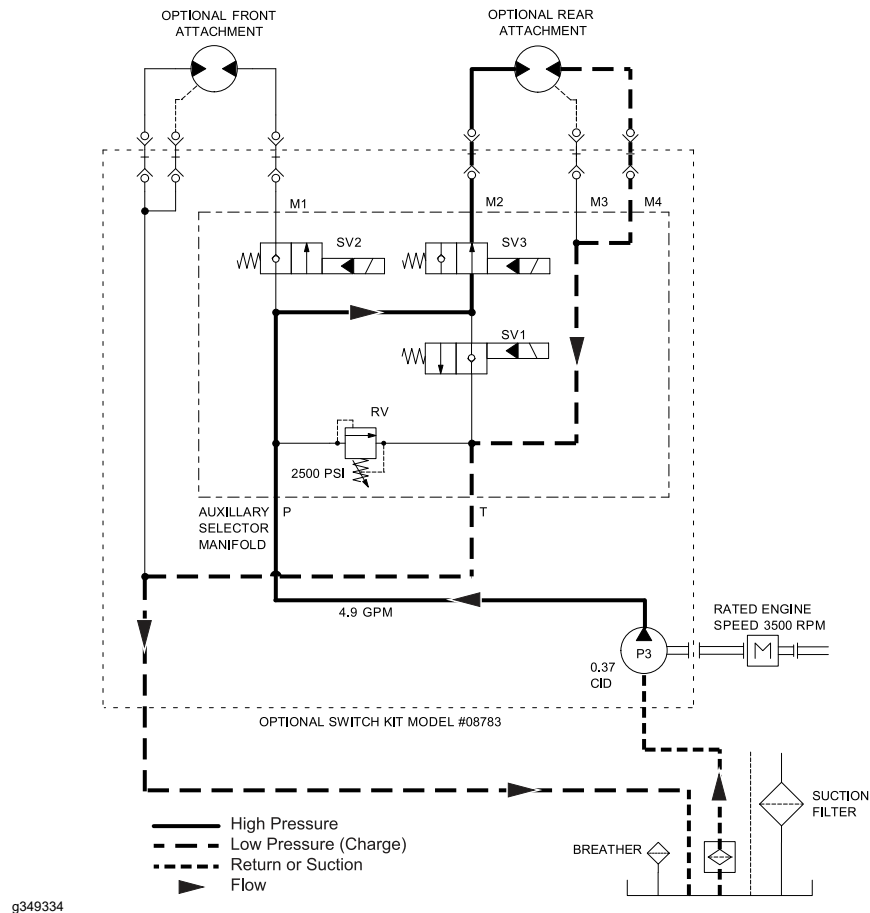 OPTIONAL FRONT
ATTACHMENT
OPTIONAL REAR
ATTACHMENT
M1
M2
M3
M4
SV2
SV3
SV1
RV
2500 PSI
AUXILLARY
SELECTOR
MANIFOLD
P
T
4.9 GPM
RATED ENGINE
SPEED 3500 RPM
P3
M
0.37
CID
OPTIONAL SWITCH KIT MODEL #08783
SUCTION
FILTER
BREATHER
High Pressure
Low Pressure (Charge)
Return or Suction
Flow
g349334